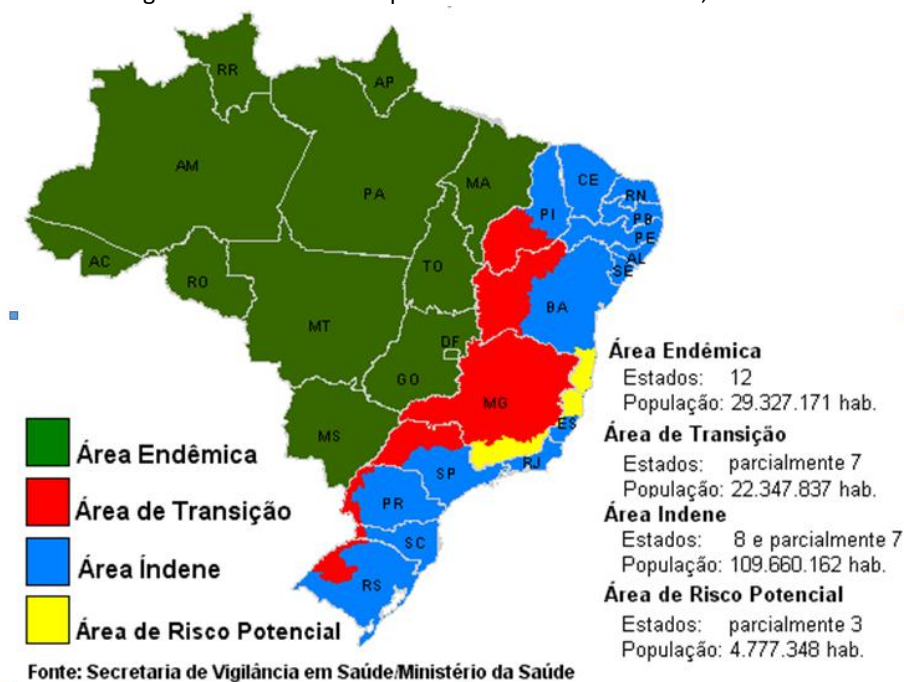 RR
AP
AM
PA
MA
CE
RN
PI
PB
PE
AC
TO
AL
SE
RO
BA
MT
DF
GO
MG
ES
MS
SP
RJ
PR
SC
RS
Área Endêmica
Área de Transição
Área Índene
Área de Risco Potencial
Área Endêmica
Estados: 12
População: 29.327.171 hab.
Área de Transição
Estados: parcialmente 7
População: 22.347.837 hab.
Área Indene
Estados: 8 e parcialmente 7
População: 109.660.162 hab.
Área de Risco Potencial
Estados: parcialmente 3
População: 4.777.348 hab.
Fonte: Secretaria de Vigilância em Saúde/Ministério da Saúde